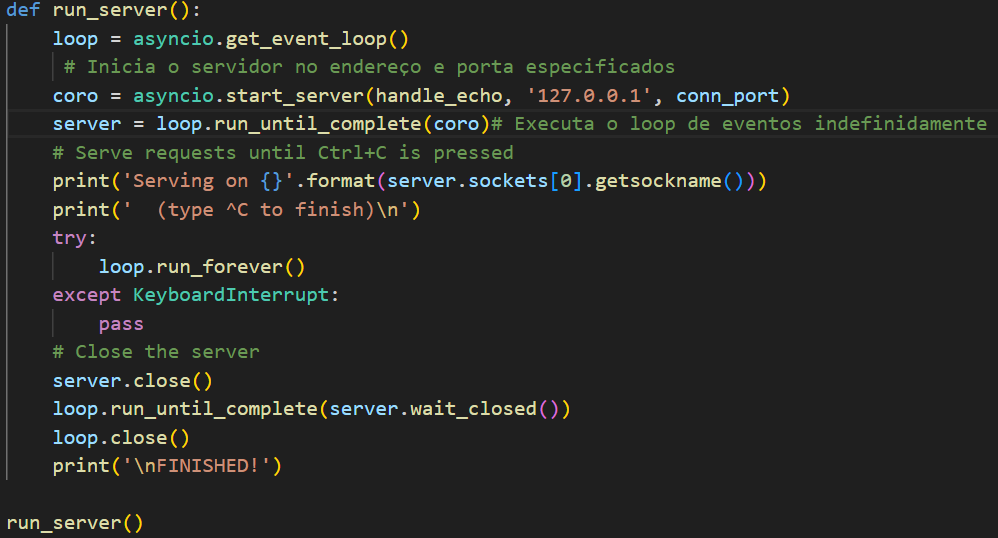 def run_server():
    loop = asyncio.get_event_loop()
     # Inicia o servidor no endereço e porta especificados
    coro = asyncio.start_server(handle_echo, '127.0.0.1', conn_port)
    server = loop.run_until_complete(coro)# Executa o loop de eventos indefinidamente
    # Serve requests until Ctrl+C is pressed
    print('Serving on {}'.format(server.sockets[0].getsockname()))
    print('  (type ^C to finish)\n')
    try:
        loop.run_forever()
    except KeyboardInterrupt:
        pass
    # Close the server
    server.close()
    loop.run_until_complete(server.wait_closed())
    loop.close()
    print('\nFINISHED!')

run_server()